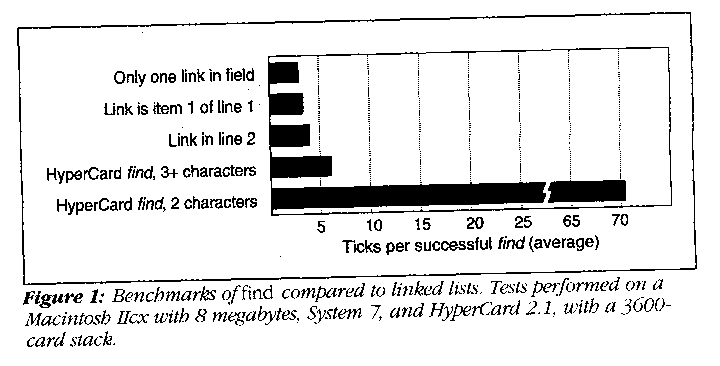 Only one link in field
Link is item 1 of line 1
Link in line 2
HyperCard find, 3+ characters
HyperCard find, 2 characters
5 10 15 20 25 65 70
Ticks per successful find (average)
Figure 1: Benchmarks of find compared to linked lists. Tests performed on a
Macintosh IIcx with 8 megabytes, System 7, and HyperCard 2.1, with a 3600-
card stack.